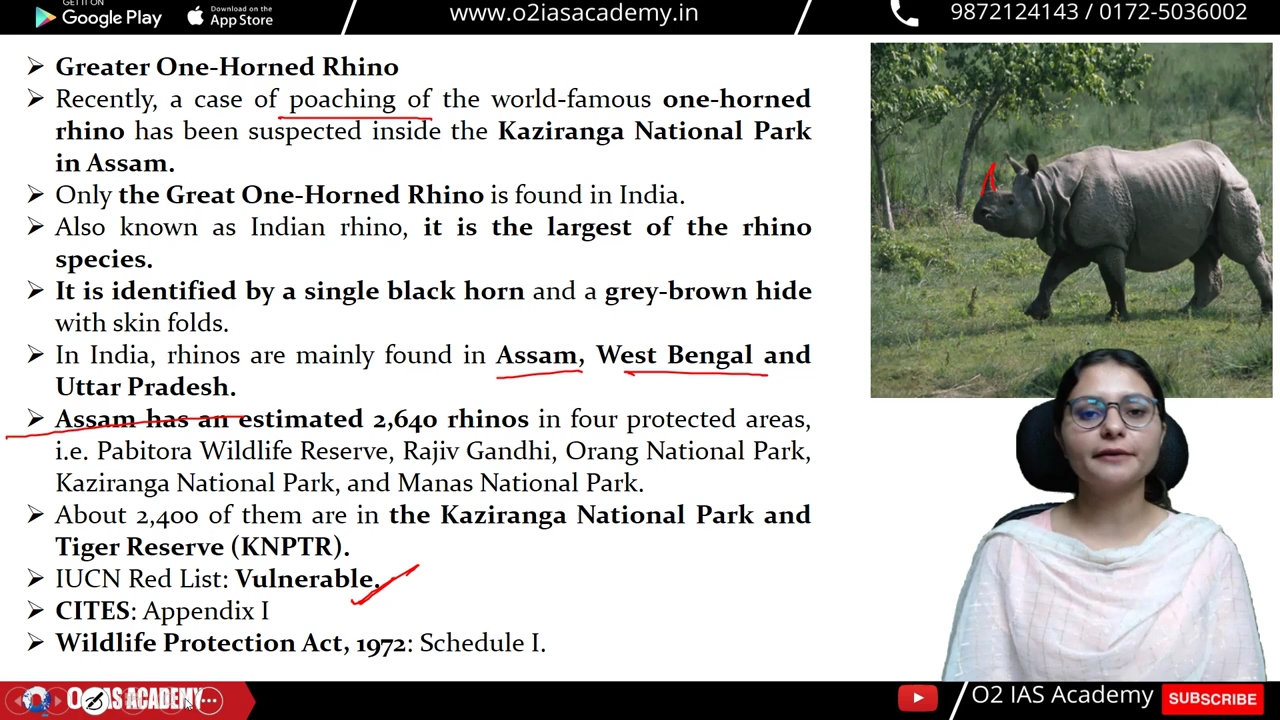 GET IT ON
Google Play
Download on the
App Store
www.o2iasacademy.in
9872124143 / 0172-5036002
➢ Greater One-Horned Rhino
➢ Recently, a case of poaching of the world-famous one-horned
rhino has been suspected inside the Kaziranga National Park
in Assam.
➢ Only the Great One-Horned Rhino is found in India.
➢ Also known as Indian rhino, it is the largest of the rhino
species.
➢ It is identified by a single black horn and a grey-brown hide
with skin folds.
➢ In India, rhinos are mainly found in Assam, West Bengal and
Uttar Pradesh.
➢ Assam has an estimated 2,640 rhinos in four protected areas,
i.e. Pabitora Wildlife Reserve, Rajiv Gandhi, Orang National Park,
Kaziranga National Park, and Manas National Park.
➢ About 2,400 of them are in the Kaziranga National Park and
Tiger Reserve (KNPTR).
➢ IUCN Red List: Vulnerable.
➢ CITES: Appendix I
➢ Wildlife Protection Act, 1972: Schedule I.
IAS ACADEMY
O2 IAS Academy
SUBSCRIBE